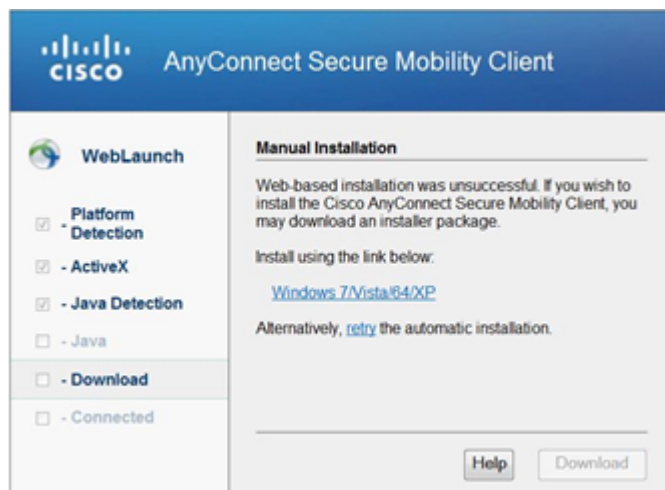 CISCO
AnyConnect Secure Mobility Client
WebLaunch
- Platform
Detection
- ActiveX
- Java Detection
- Java
- Download
- Connected
Manual Installation
Web-based installation was unsuccessful. If you wish to
install the Cisco AnyConnect Secure Mobility Client, you
may download an installer package.
Install using the link below:
Windows 7/Vista/64/XP
Alternatively, retry the automatic installation.
Help
Download